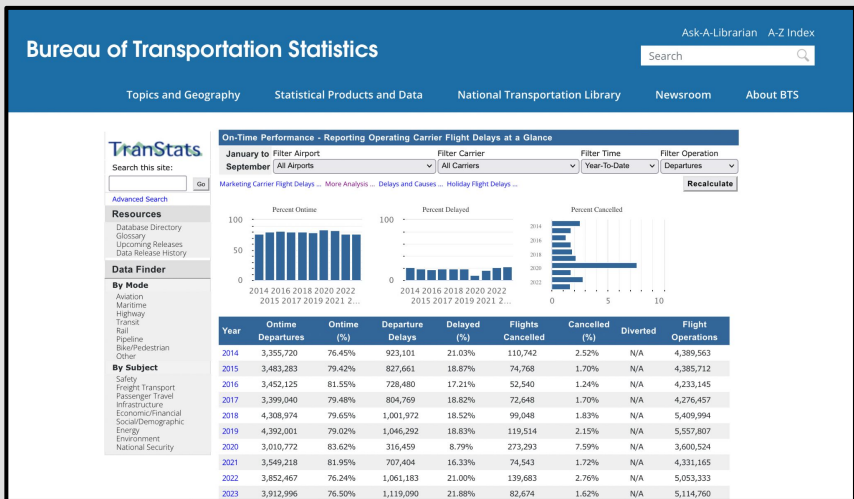 Ask-A-Librarian A-Z Index
Bureau of Transportation Statistics
Search
Topics and Geography Statistical Products and Data National Transportation Library Newsroom About BTS
TranStats
Search this site:
Go
Advanced Search
Resources
Database Directory
Glossary
Upcoming Releases
Data Release History
Data Finder
By Mode
Aviation
Maritime
Highway
Transit
Rail
Pipeline
Bike/Pedestrian
Other
By Subject
Safety
Freight Transport
Passenger Travel
Infrastructure
Economic/Financial
Social/Demographic
Energy
Environment
National Security
On-Time Performance - Reporting Operating Carrier Flight Delays at a Glance
January to Filter Airport Filter Carrier Filter Time Filter Operation
September All Airports All Carriers Year-To-Date Departures
Marketing Carrier Flight Delays ... More Analysis ... Delays and Causes ... Holiday Flight Delays ...
Recalculate
Percent Ontime
100
50
0
2014 2016 2018 2020 2022
2015 2017 2019 2021 2...
Percent Delayed
100
0
2014 2016 2018 2020 2022
2015 2017 2019 2021 2...
Percent Cancelled
2014
2016
2018
2020
2022
0 5 10
Year Ontime Departures Ontime (%) Departure Delays Delayed (%) Flights Cancelled Cancelled (%) Diverted Flight Operations
2014 3,355,720 76.45% 923,101 21.03% 110,742 2.52% N/A 4,389,563
2015 3,483,283 79.42% 827,661 18.87% 74,768 1.70% N/A 4,385,712
2016 3,452,125 81.55% 728,480 17.21% 52,540 1.24% N/A 4,233,145
2017 3,399,040 79.48% 804,769 18.82% 72,648 1.70% N/A 4,276,457
2018 4,308,974 79.65% 1,001,972 18.52% 99,048 1.83% N/A 5,409,994
2019 4,392,001 79.02% 1,046,292 18.83% 119,514 2.15% N/A 5,557,807
2020 3,010,772 83.62% 316,459 8.79% 273,293 7.59% N/A 3,600,524
2021 3,549,218 81.95% 707,404 16.33% 74,543 1.72% N/A 4,331,165
2022 3,852,467 76.24% 1,061,183 21.00% 139,683 2.76% N/A 5,053,333
2023 3,912,996 76.50% 1,119,090 21.88% 82,674 1.62% N/A 5,114,760